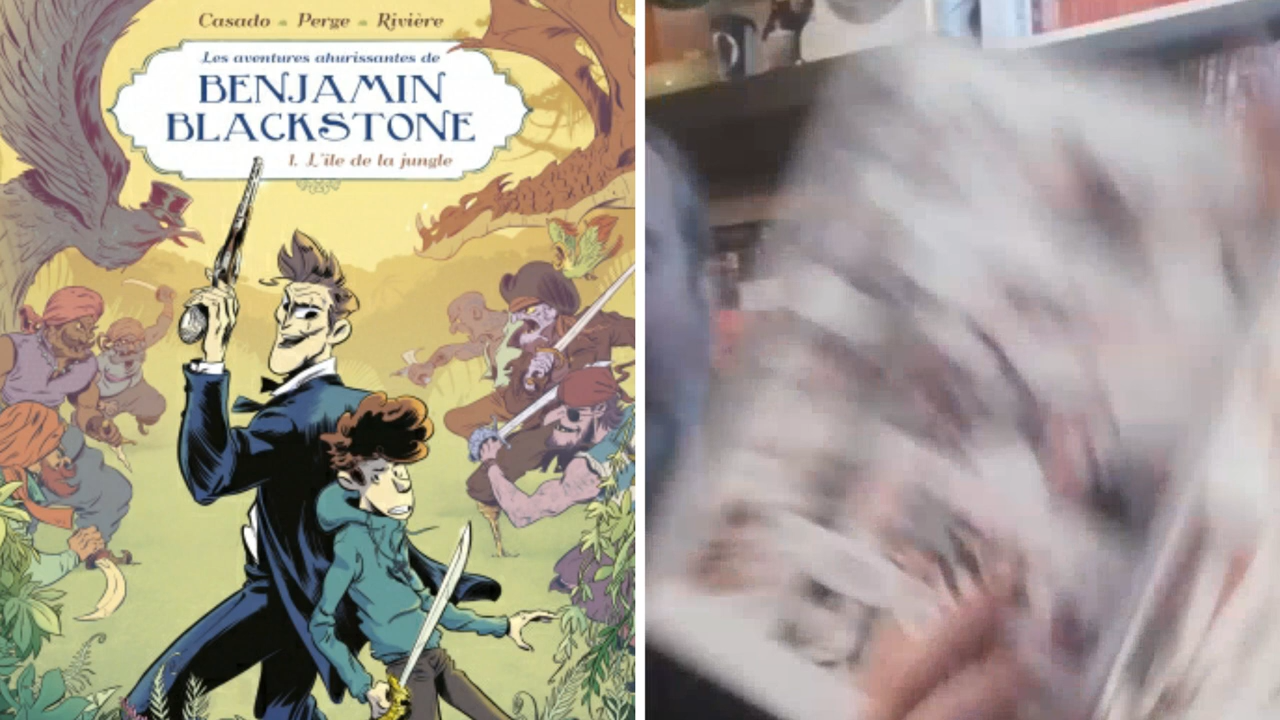 Casado Perge Rivière
Les aventures ahurissantes de
BENJAMIN
BLACKSTONE
1. L'île de la jungle